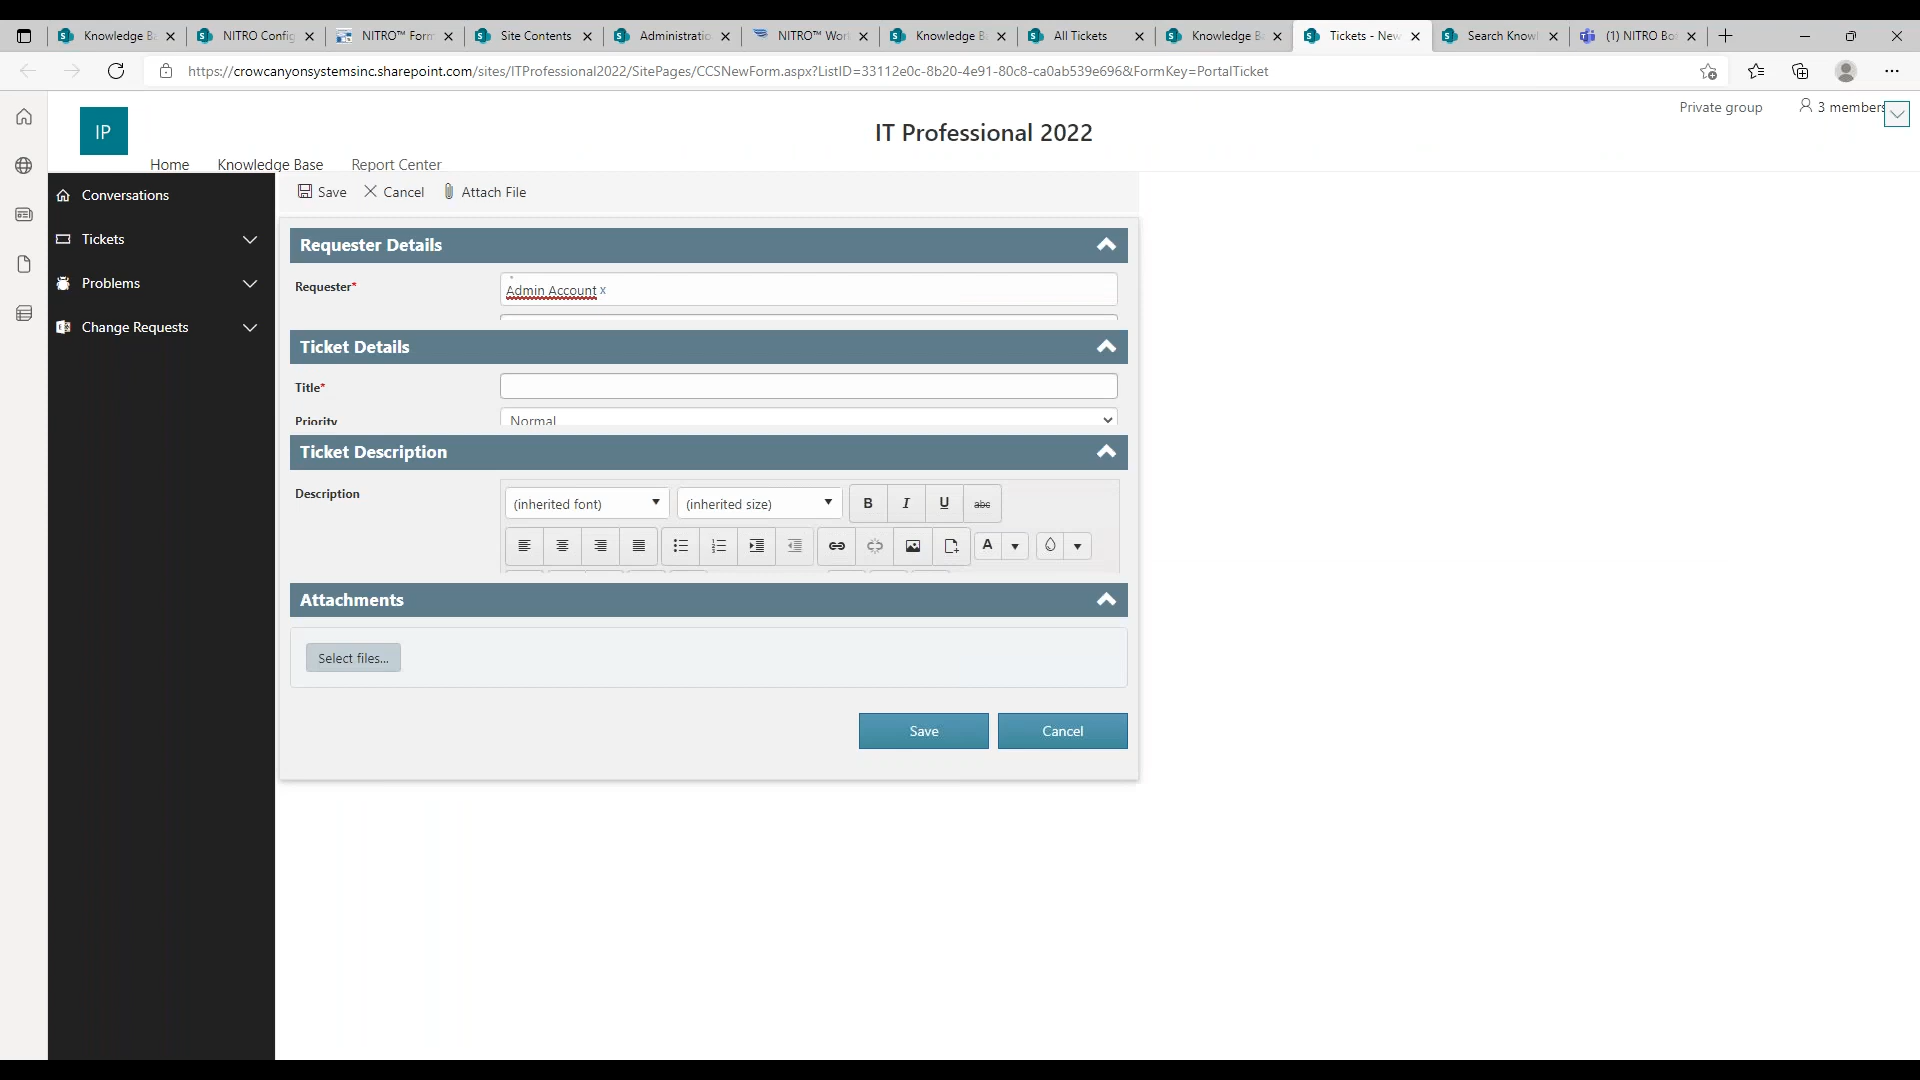 Knowledge Ba
NITRO Config
NITRO™ Form
Site Contents
Administratio
NITRO™ Wor
Knowledge Ba
All Tickets
Knowledge Ba
Tickets - New
Search Knowl
(1) NITRO Bo
https://crowcanyonsystemsinc.sharepoint.com/sites/ITProfessional2022/SitePages/CCSNewForm.aspx?ListID=33112e0c-8b20-4e91-80c8-ca0ab539e696&FormKey=PortalTicket
IP
IT Professional 2022
Private group
3 members
Home Knowledge Base Report Center
Conversations
Tickets
Problems
Change Requests
Save Cancel Attach File
Requester Details
Requester*
Admin Account x
Ticket Details
Title*
Priority
Normal
Ticket Description
Description
(inherited font) (inherited size) B I U abc
A
Attachments
Select files...
Save Cancel